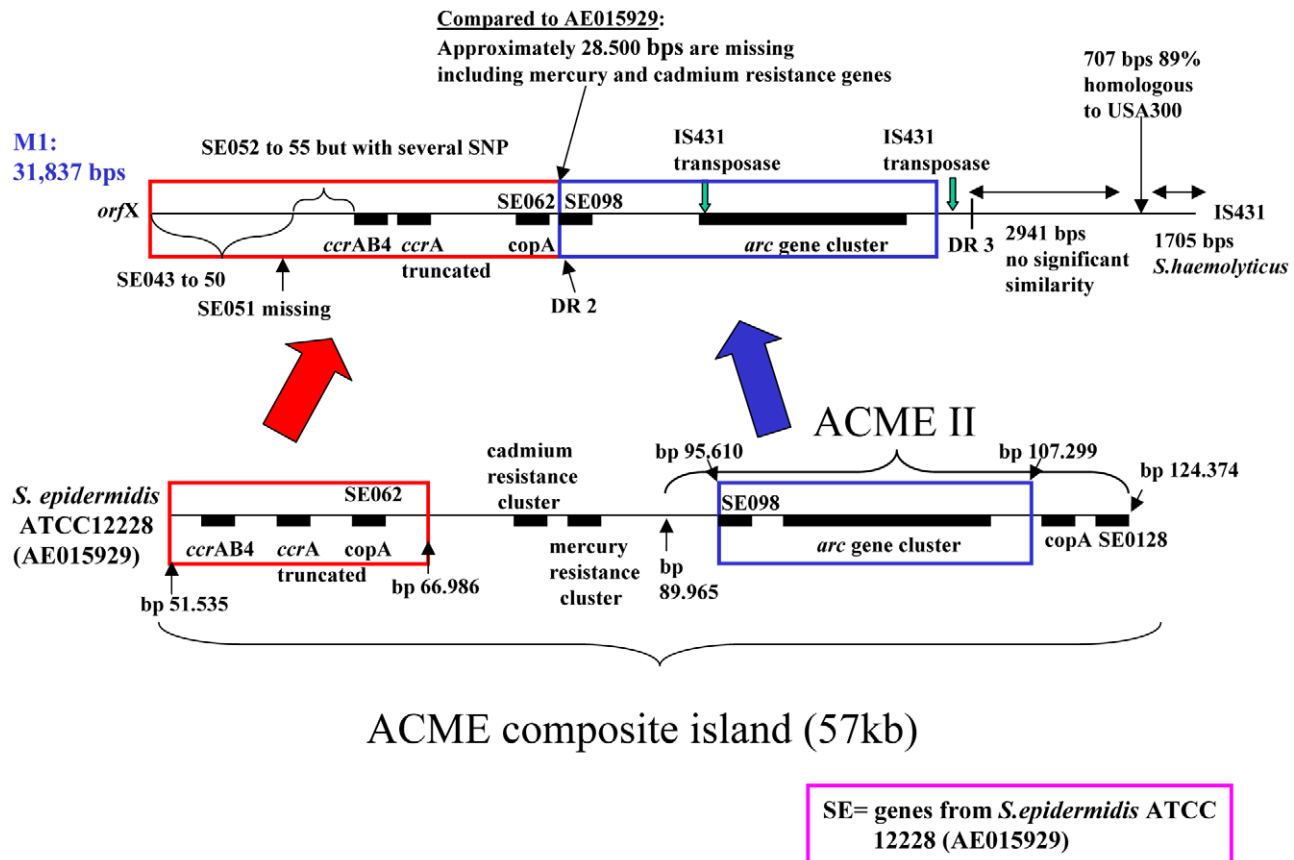 Compared to AE015929:
Approximately 28.500 bps are missing
including mercury and cadmium resistance genes
707 bps 89%
homologous
to USA300
M1:
31,837 bps
SE052 to 55 but with several SNP
IS431
transposase
IS431
transposase
orfX
SE062
SE098
IS431
ccrAB4
ccrA
truncated
copA
arc gene cluster
DR 3
2941 bps
no significant
similarity
1705 bps
S.haemolyticus
SE043 to 50
SE051 missing
DR 2
ACME II
cadmium
resistance
cluster
bp 95.610
bp 107.299
bp 124.374
S. epidermidis
ATCC12228
(AE015929)
SE062
SE098
ccrAB4
ccrA
truncated
copA
mercury
resistance
cluster
arc gene cluster
copA
SE0128
bp 51.535
bp 66.986
bp
89.965
ACME composite island (57kb)
SE= genes from S.epidermidis ATCC
12228 (AE015929)